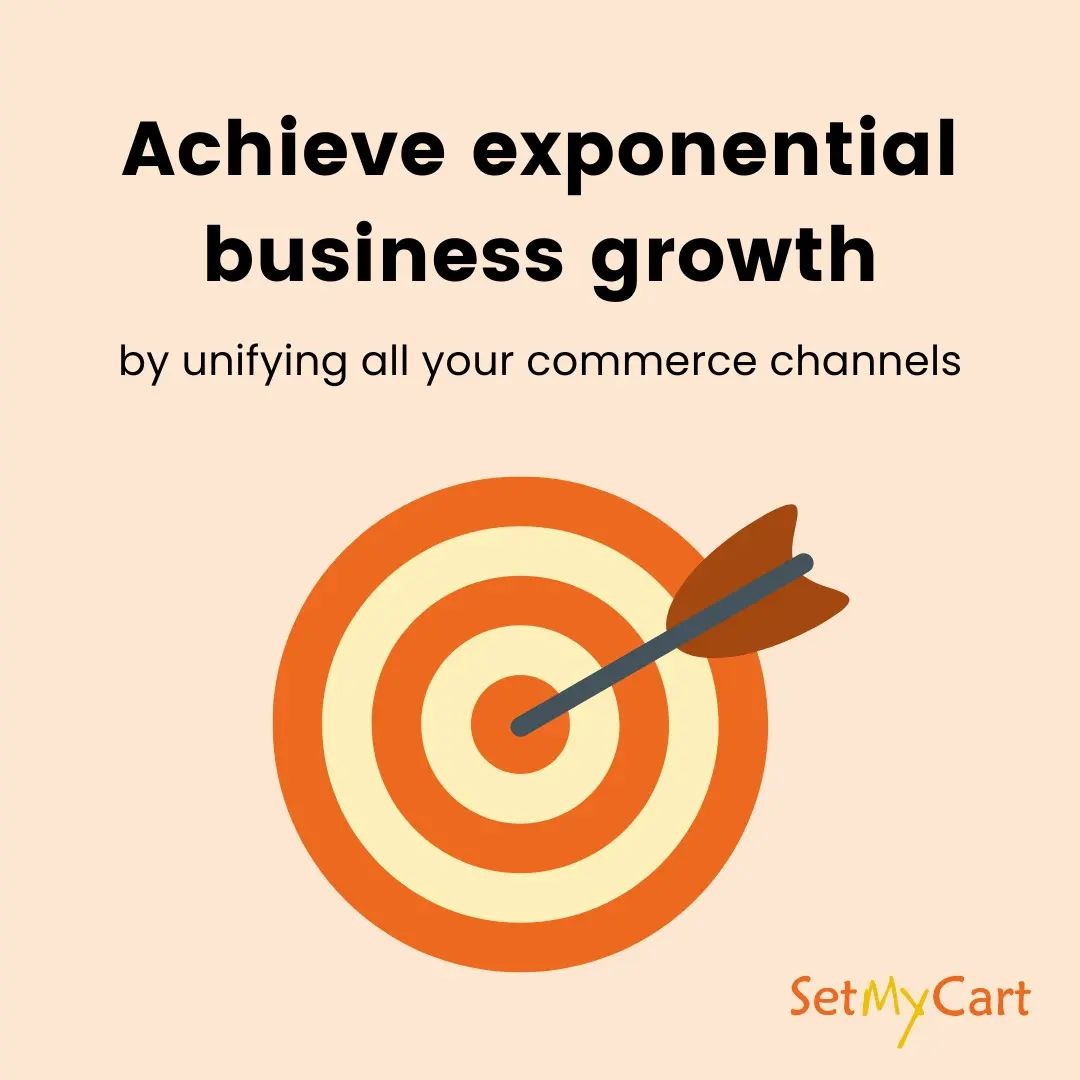 Achieve exponential
business growth
by unifying all your commerce channels
SetMyCart